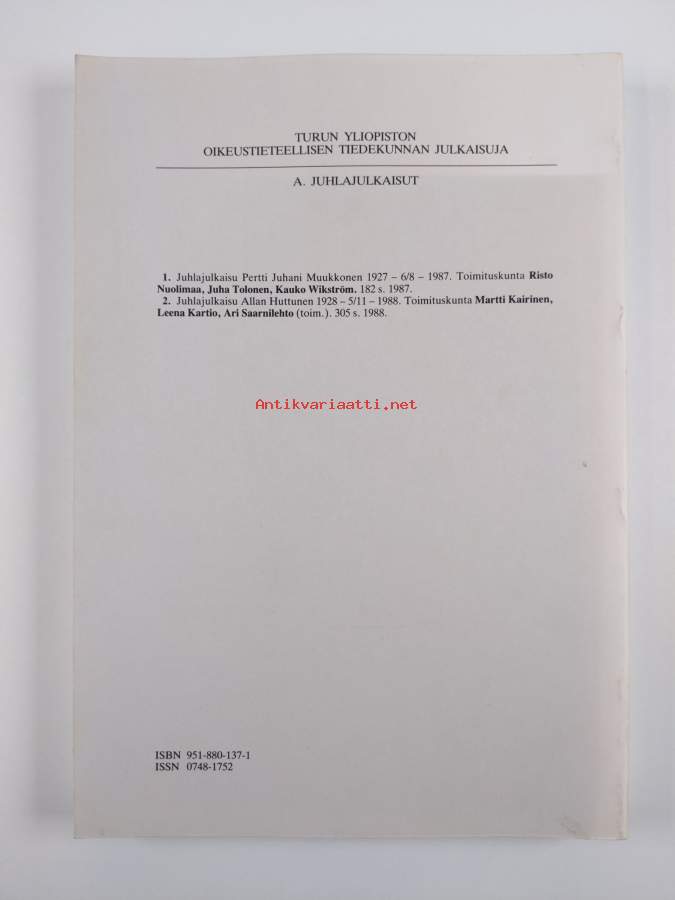 TURUN YLIOPISTON
OIKEUSTIETEELLISEN TIEDEKUNNAN JULKAISUJA
A. JUHLAJULKAISUT
1. Juhlajulkaisu Pertti Juhani Muukkonen 1927 – 6/8 – 1987. Toimituskunta Risto
Nuolimaa, Juha Tolonen, Kauko Wikström. 182 s. 1987.
2. Juhlajulkaisu Allan Huttunen 1928 – 5/11 – 1988. Toimituskunta Martti Kairinen,
Leena Kartio, Ari Saarnilehto (toim.). 305 s. 1988.
Antikvariaatti.net
ISBN 951-880-137-1
ISSN 0748-1752